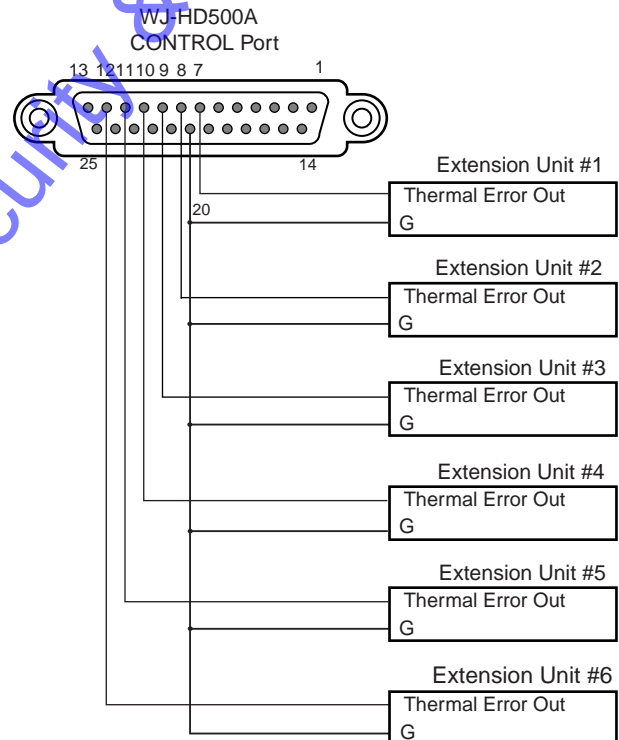 WJ-HD500A
CONTROL Port
13 12 11 10 9 8 7 1
25 14
20
Extension Unit #1
Thermal Error Out
G
Extension Unit #2
Thermal Error Out
G
Extension Unit #3
Thermal Error Out
G
Extension Unit #4
Thermal Error Out
G
Extension Unit #5
Thermal Error Out
G
Extension Unit #6
Thermal Error Out
G
curity &